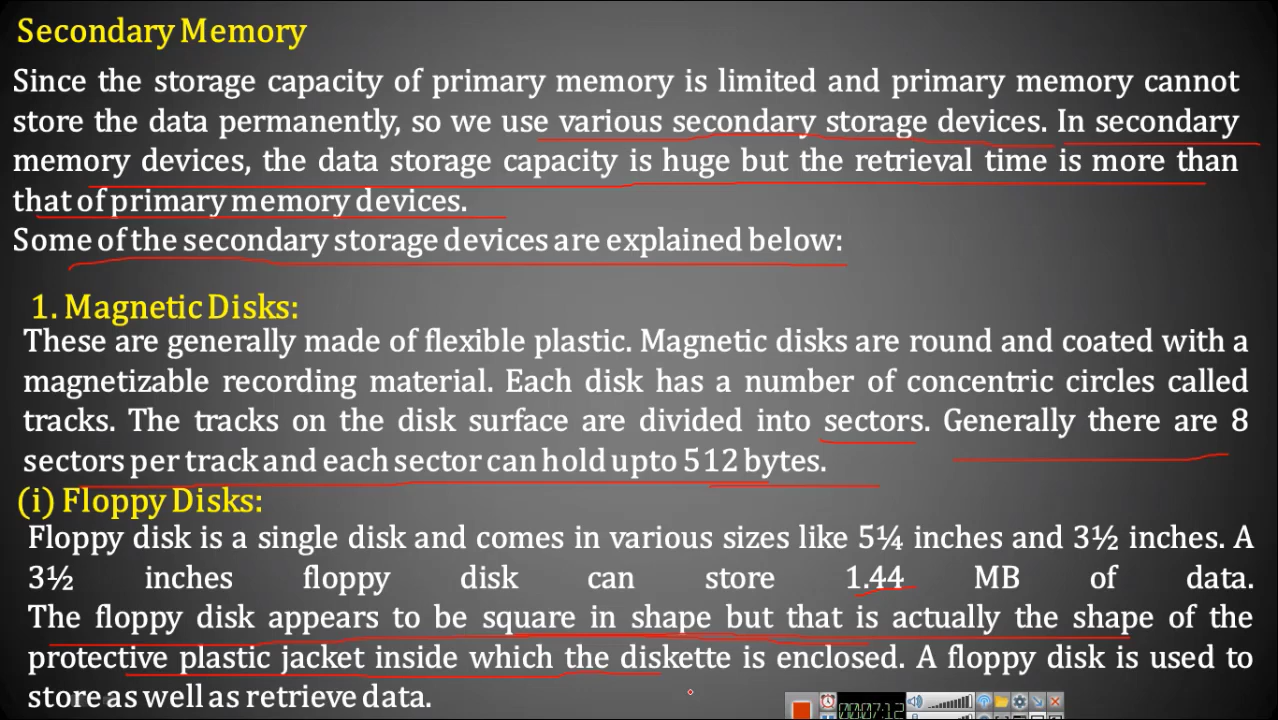 Secondary Memory
Since the storage capacity of primary memory is limited and primary memory cannot
store the data permanently, so we use various secondary storage devices. In secondary
memory devices, the data storage capacity is huge but the retrieval time is more than
that of primary memory devices.
Some of the secondary storage devices are explained below:
1. Magnetic Disks:
These are generally made of flexible plastic. Magnetic disks are round and coated with a
magnetizable recording material. Each disk has a number of concentric circles called
tracks. The tracks on the disk surface are divided into sectors. Generally there are 8
sectors per track and each sector can hold upto 512 bytes.
(i) Floppy Disks:
Floppy disk is a single disk and comes in various sizes like 5¼ inches and 3½ inches. A
3½ inches floppy disk can store 1.44 MB of data.
The floppy disk appears to be square in shape but that is actually the shape of the
protective plastic jacket inside which the diskette is enclosed. A floppy disk is used to
store as well as retrieve data.
00:07:12